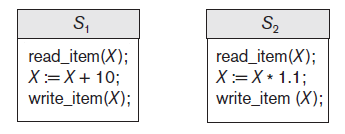 S₁
read_item(X);
X := X + 10;
write_item(X);
S₂
read_item(X);
X := X * 1.1;
write_item (X);